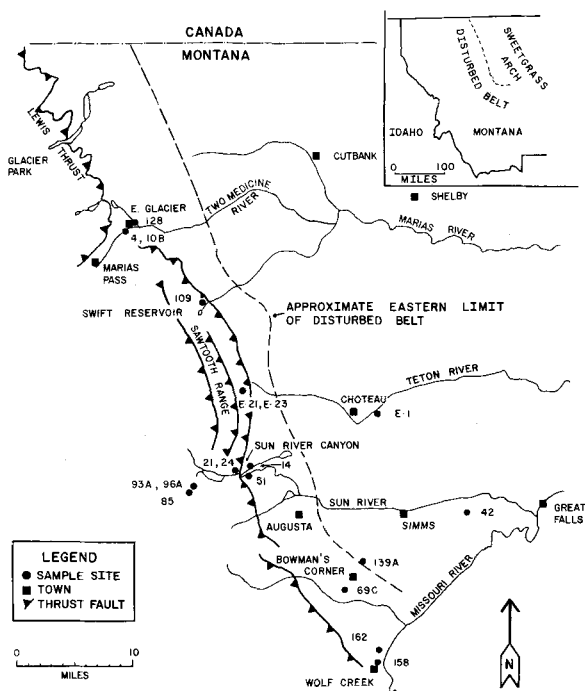 CANADA
MONTANA
LEWIS
THRUST
GLACIER
PARK
CUTBANK
SHELBY
E. GLACIER
128
4, 10B
TWO MEDICINE
RIVER
MARIAS
RIVER
MARIAS
PASS
109
SWIFT RESERVOIR
APPROXIMATE EASTERN LIMIT
OF DISTURBED BELT
SAWTOOTH
RANGE
TETON RIVER
CHOTEAU
E-21, E-23
E-1
SUN RIVER CANYON
21, 24
14
51
93A, 96A
85
SUN RIVER
AUGUSTA
SIMMS
42
GREAT
FALLS
BOWMAN'S
CORNER
139A
69C
MISSOURI RIVER
162
158
WOLF CREEK
N
LEGEND
SAMPLE SITE
TOWN
THRUST FAULT
0
10
MILES
DISTURBED BELT
SWEETGRASS
ARCH
IDAHO
MONTANA
0
100
MILES